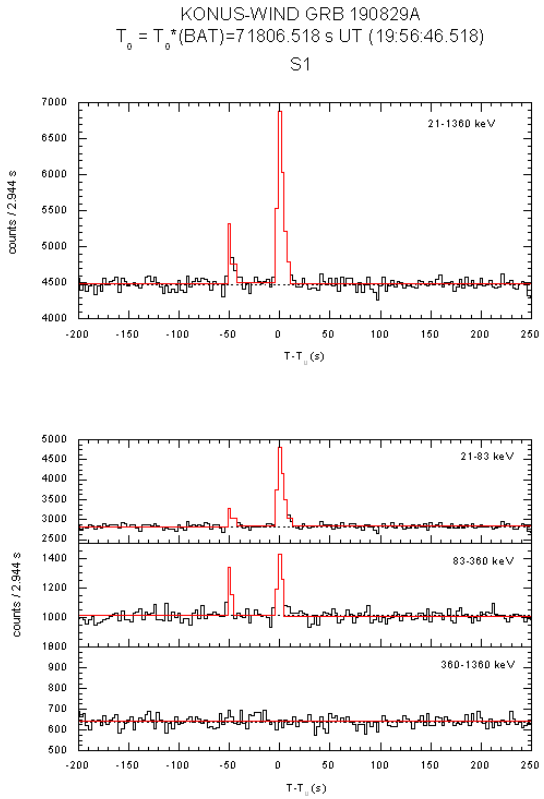 KONUS-WIND GRB 190829A
T₀ = T₀*(BAT)=71806.518 s UT (19:56:46.518)
S1
21-1360 keV
counts / 2.944 s
7000
6500
6000
5500
5000
4500
4000
-200 -150 -100 -50 0 50 100 150 200 250
T-T₀ (s)
21-83 keV
5000
4500
4000
3500
3000
2500
83-360 keV
counts / 2.944 s
1400
1200
1000
1800
360-1360 keV
900
800
700
600
500
-200 -150 -100 -50 0 50 100 150 200 250
T-T₀ (s)